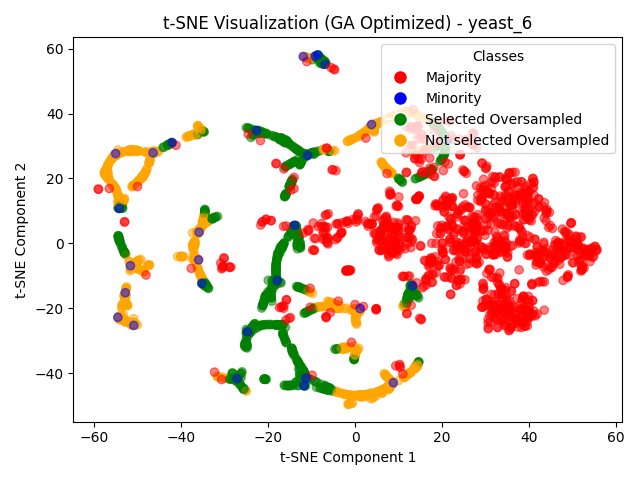 t-SNE Visualization (GA Optimized) - yeast_6
Classes
Majority
Minority
Selected Oversampled
Not selected Oversampled
60
40
20
0
−20
−40
t-SNE Component 2
−60 −40 −20 0 20 40 60
t-SNE Component 1